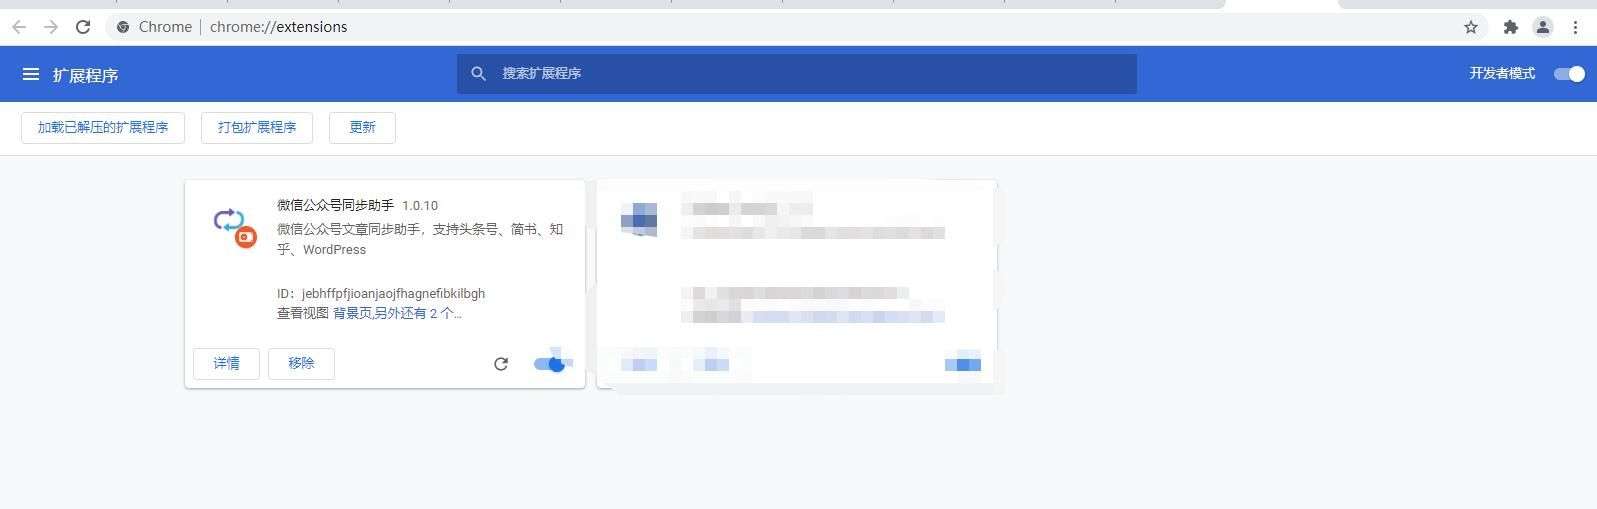 Chrome | chrome://extensions
扩展程序
搜索扩展程序
开发者模式
加载已解压的扩展程序
打包扩展程序
更新
微信公众号同步助手 1.0.10
微信公众号文章同步助手，支持头条号、简书、知
乎、WordPress
ID：jebhffpfjioanjaojfhagnefibkilbgh
查看视图 背景页,另外还有 2 个...
详情
移除